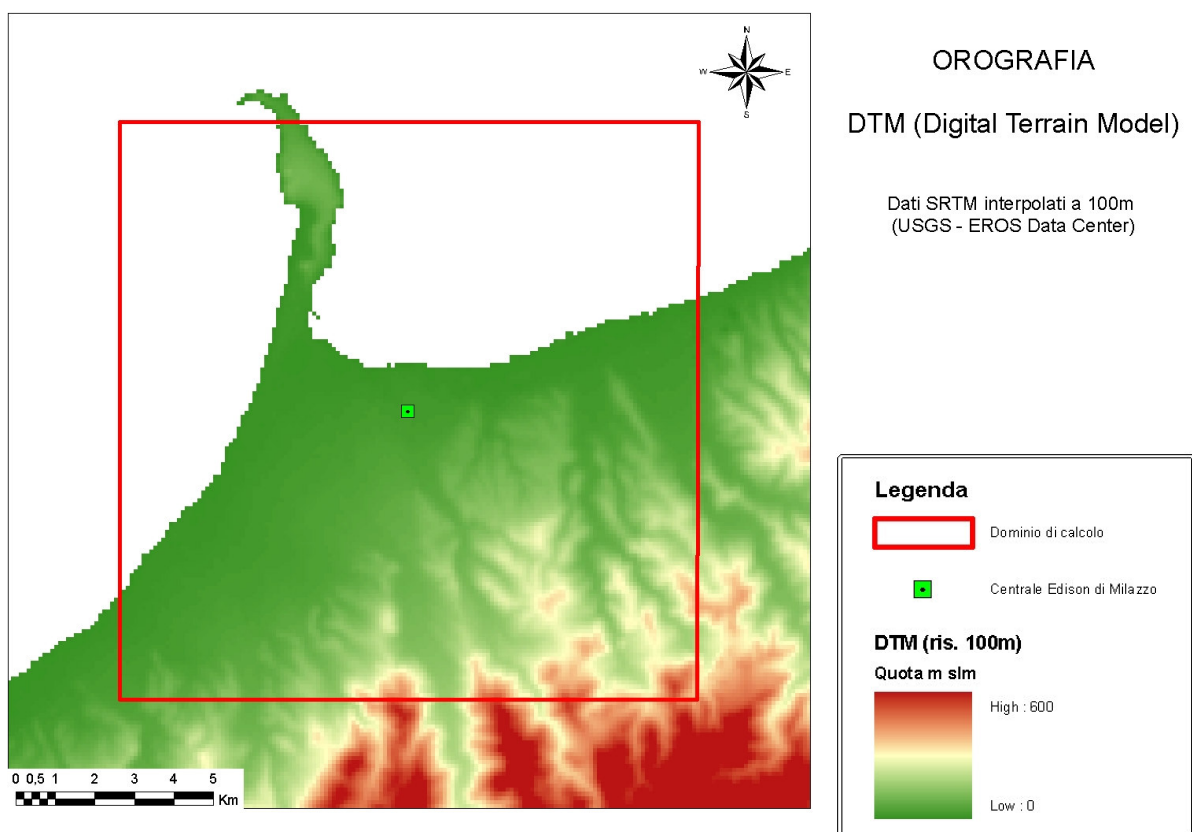 N
W E
S
OROGRAFIA
DTM (Digital Terrain Model)
Dati SRTM interpolati a 100m
(USGS - EROS Data Center)
Legenda
Dominio di calcolo
Centrale Edison di Milazzo
DTM (ris. 100m)
Quota m slm
High : 600
Low : 0
0 0,5 1 2 3 4 5
Km